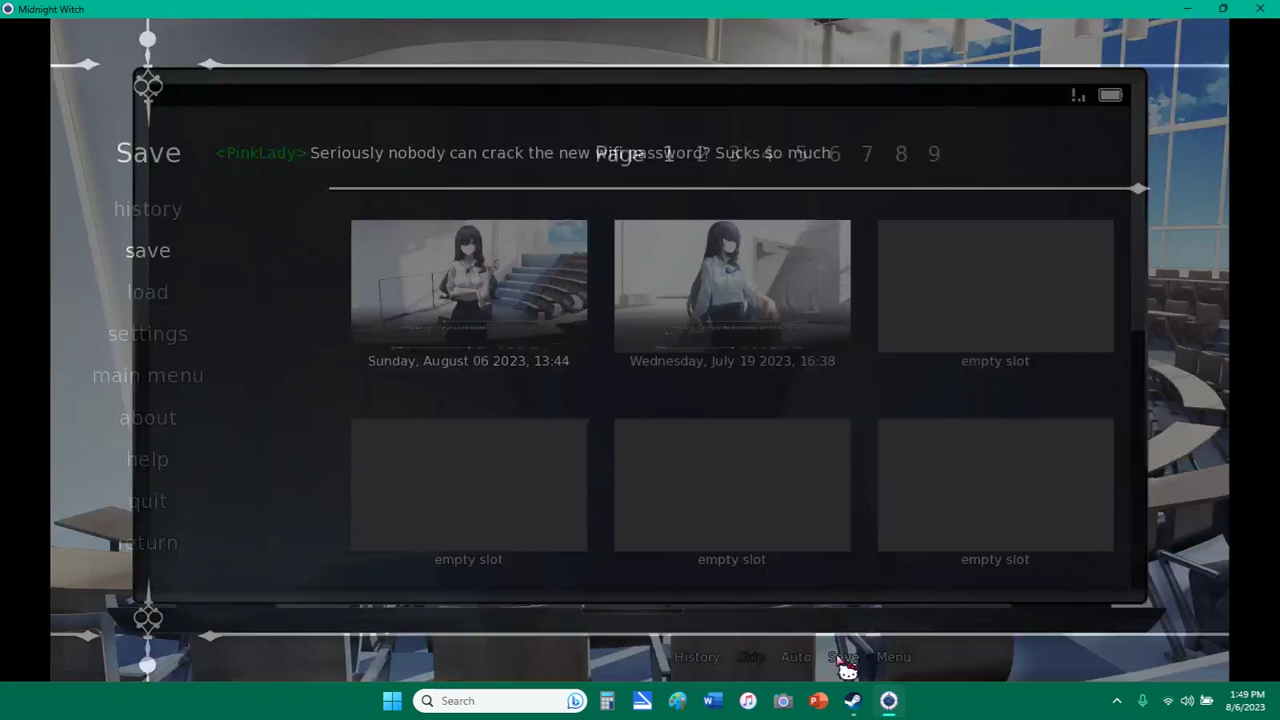 Midnight Witch
Save
<PinkLady> Seriously nobody can crack the new wifi password? Sucks so much
Page 1 2 3 4 5 6 7 8 9
history
save
load
settings
main menu
about
help
quit
return
Sunday, August 06 2023, 13:44
Wednesday, July 19 2023, 16:38
empty slot
empty slot
empty slot
empty slot
History Skip Auto Save Menu
Search
1:49 PM
8/6/2023